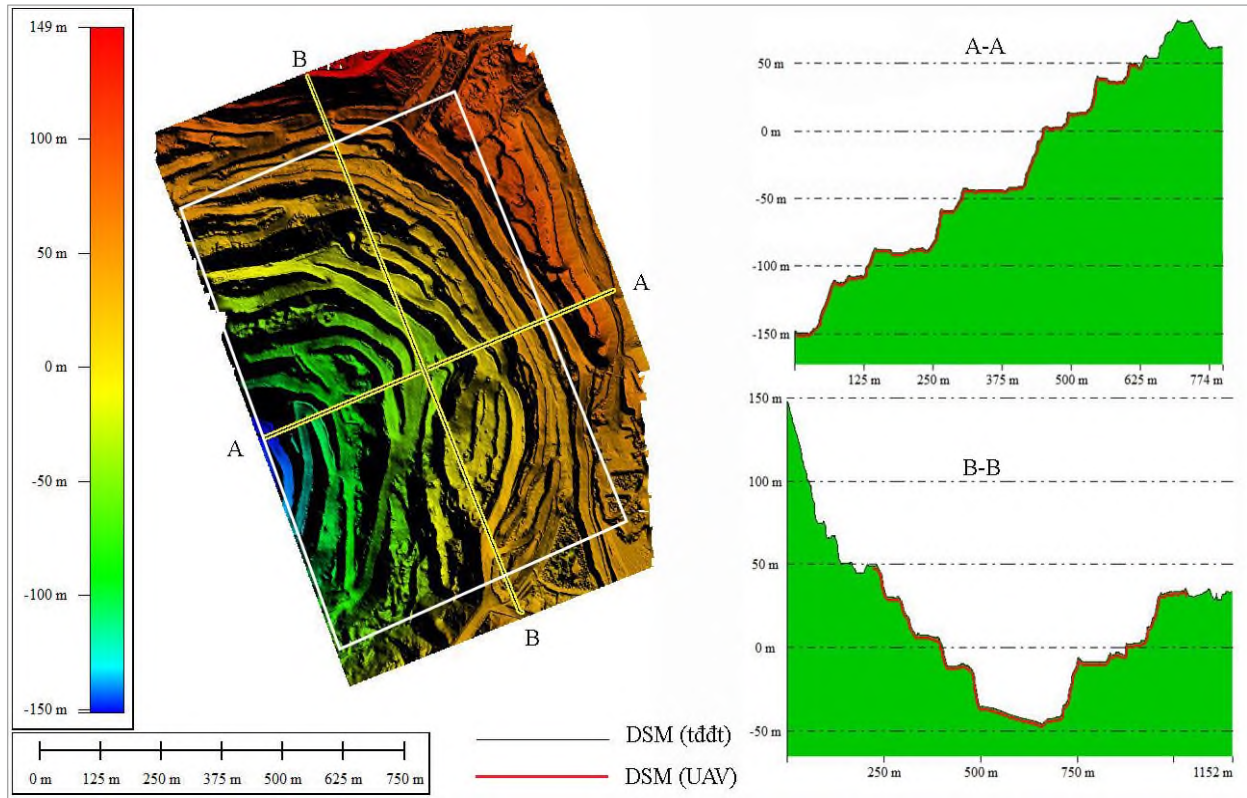 149 m
100 m
50 m
0 m
-50 m
-100 m
-150 m
0 m 125 m 250 m 375 m 500 m 625 m 750 m
B
A
A
B
DSM (tđđt)
DSM (UAV)
A-A
50 m
0 m
-50 m
-100 m
-150 m
125 m 250 m 375 m 500 m 625 m 774 m
B-B
150 m
100 m
50 m
0 m
-50 m
250 m 500 m 750 m 1152 m